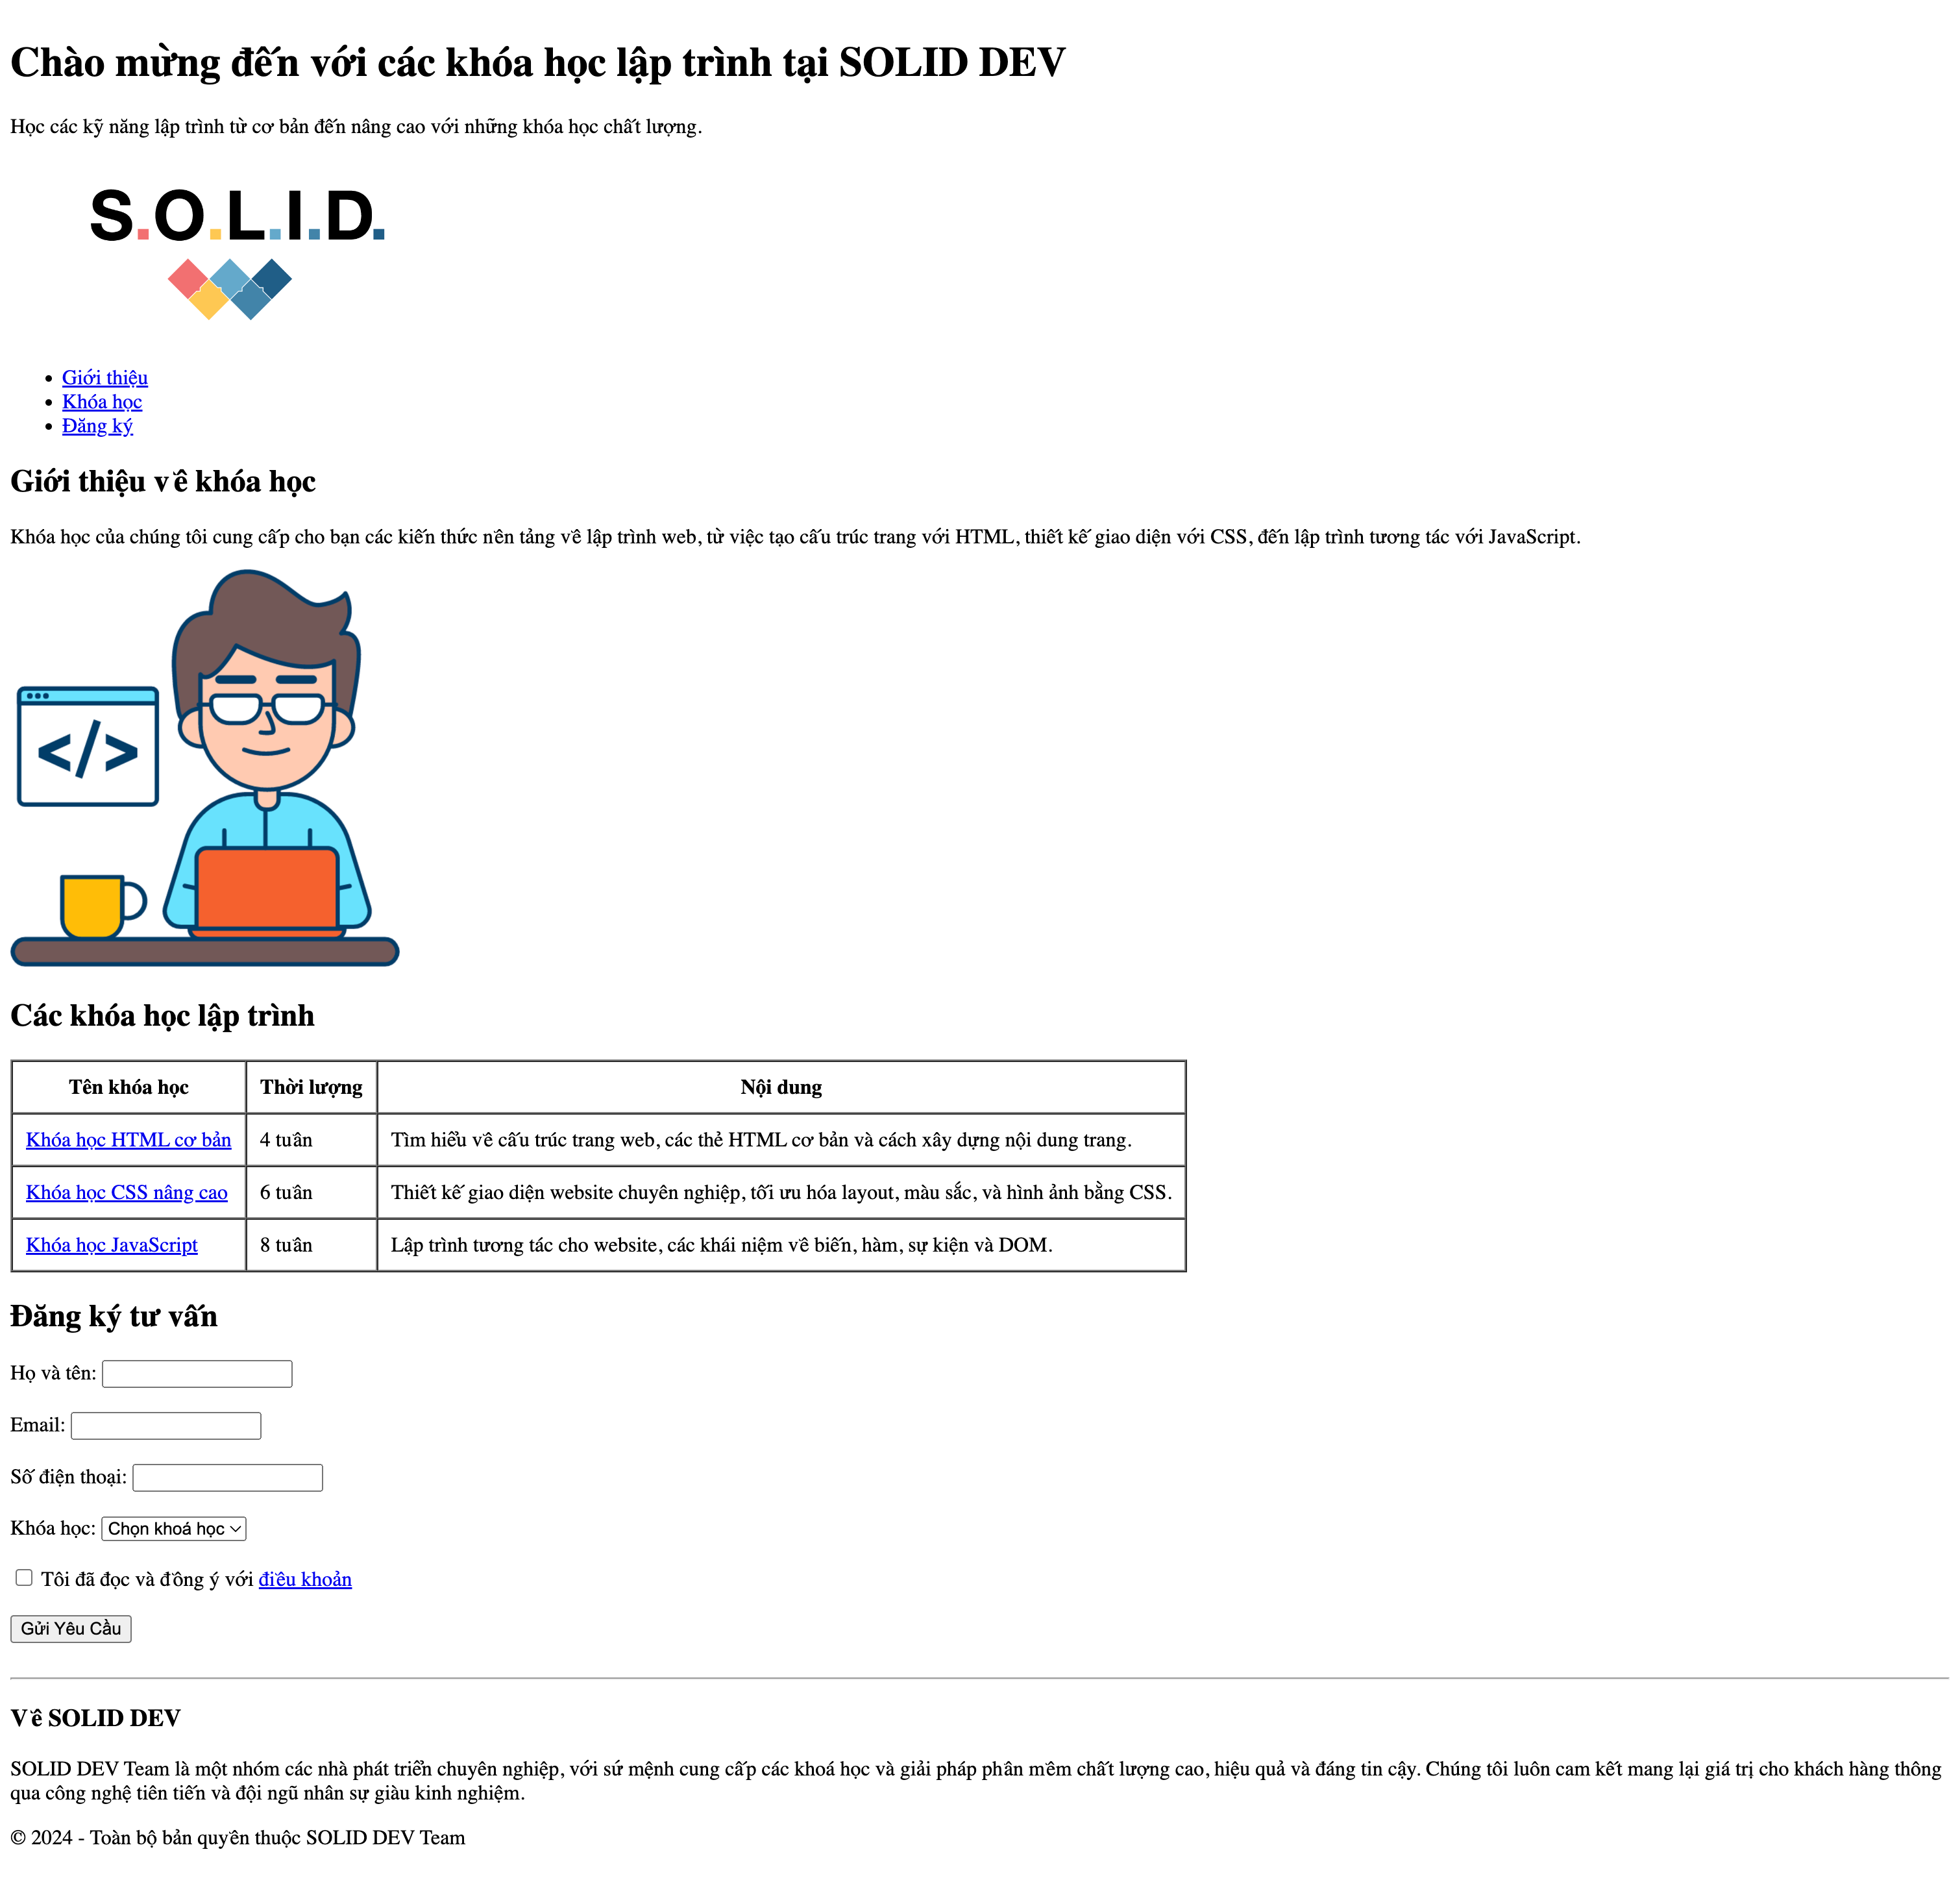 Chào mừng đến với các khóa học lập trình tại SOLID DEV
Học các kỹ năng lập trình từ cơ bản đến nâng cao với những khóa học chất lượng.
S.O.L.I.D.
Giới thiệu
Khóa học
Đăng ký
Giới thiệu về khóa học
Khóa học của chúng tôi cung cấp cho bạn các kiến thức nền tảng về lập trình web, từ việc tạo cấu trúc trang với HTML, thiết kế giao diện với CSS, đến lập trình tương tác với JavaScript.
</>
Các khóa học lập trình
Tên khóa học Thời lượng Nội dung
Khóa học HTML cơ bản 4 tuần Tìm hiểu về cấu trúc trang web, các thẻ HTML cơ bản và cách xây dựng nội dung trang.
Khóa học CSS nâng cao 6 tuần Thiết kế giao diện website chuyên nghiệp, tối ưu hóa layout, màu sắc, và hình ảnh bằng CSS.
Khóa học JavaScript 8 tuần Lập trình tương tác cho website, các khái niệm về biến, hàm, sự kiện và DOM.
Đăng ký tư vấn
Họ và tên:
Email:
Số điện thoại:
Khóa học: Chọn khoá học
Tôi đã đọc và đồng ý với điều khoản
Gửi Yêu Cầu
Về SOLID DEV
SOLID DEV Team là một nhóm các nhà phát triển chuyên nghiệp, với sứ mệnh cung cấp các khoá học và giải pháp phần mềm chất lượng cao, hiệu quả và đáng tin cậy. Chúng tôi luôn cam kết mang lại giá trị cho khách hàng thông
qua công nghệ tiên tiến và đội ngũ nhân sự giàu kinh nghiệm.
© 2024 - Toàn bộ bản quyền thuộc SOLID DEV Team